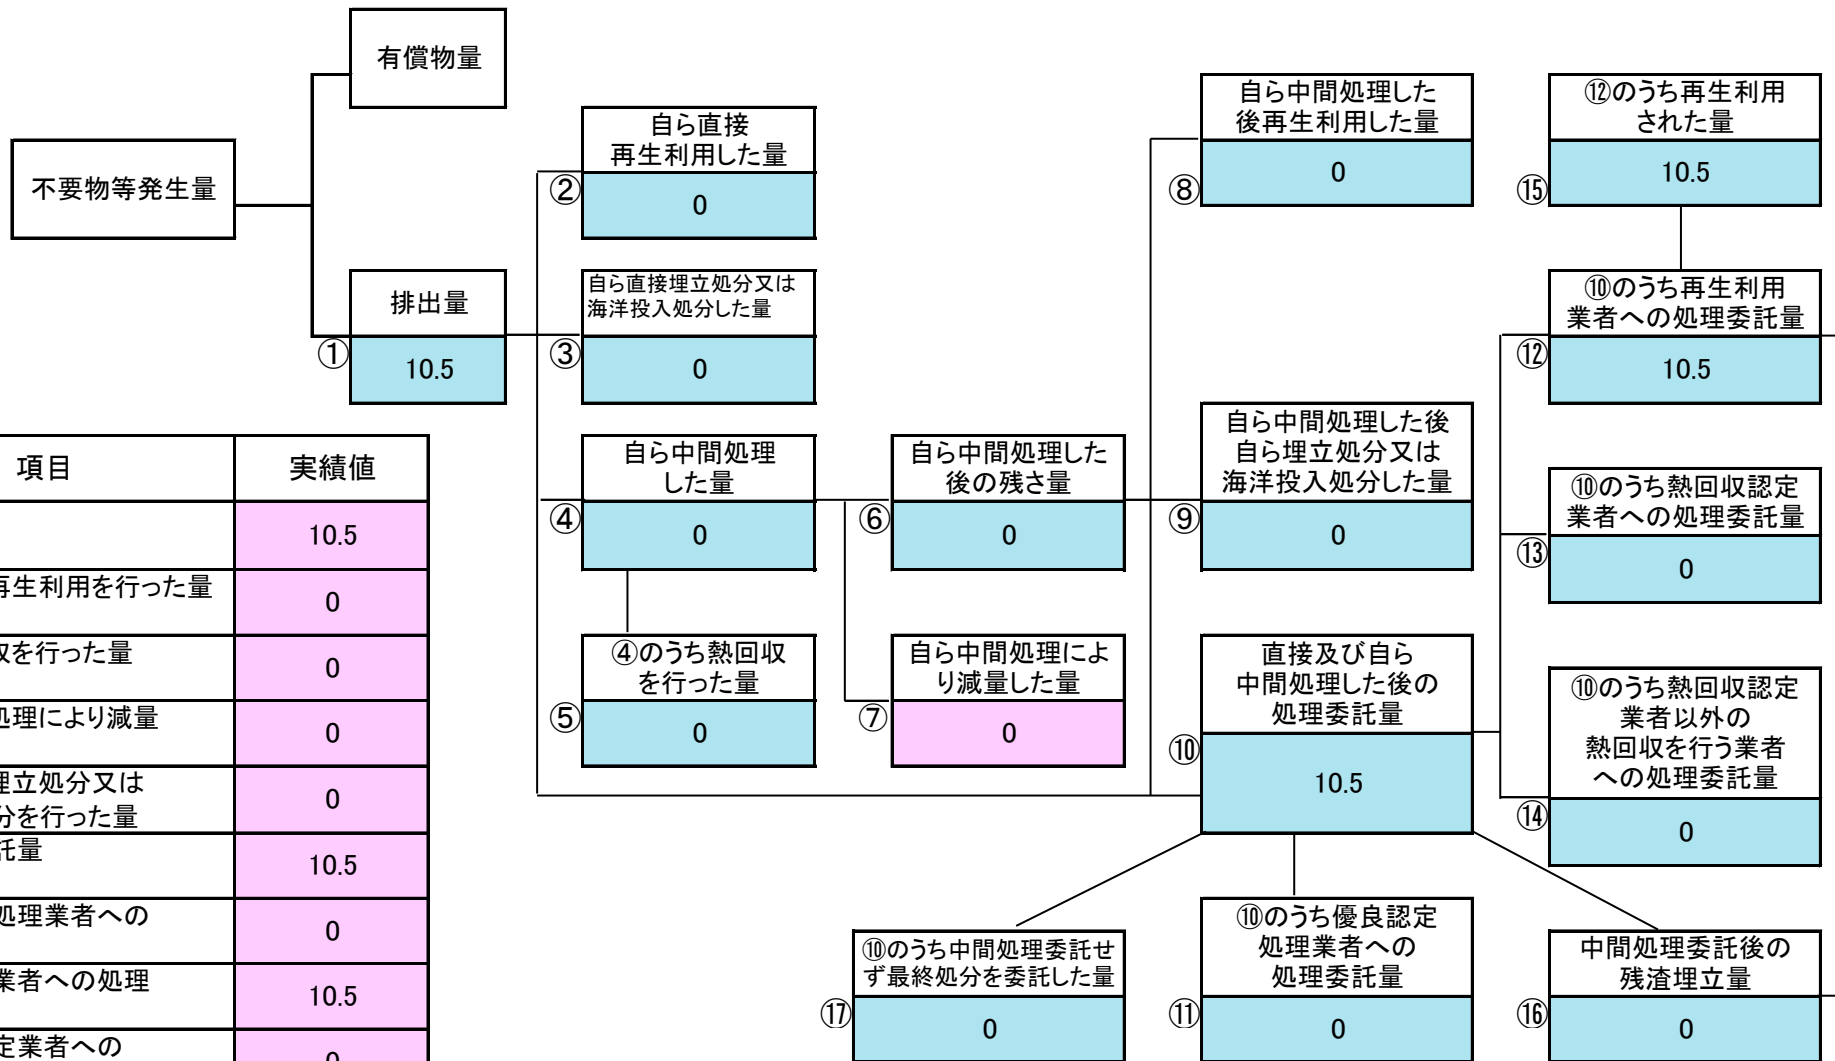 有償物量
不要物等発生量
排出量
①
10.5
自ら直接
再生利用した量
②
0
自ら直接埋立処分又は
海洋投入処分した量
③
0
自ら中間処理
した量
④
0
④のうち熱回収
を行った量
⑤
0
自ら中間処理した
後の残さ量
⑥
0
自ら中間処理によ
り減量した量
⑦
0
自ら中間処理した
後再生利用した量
⑧
0
自ら中間処理した後
自ら埋立処分又は
海洋投入処分した量
⑨
0
直接及び自ら
中間処理した後の
処理委託量
⑩
10.5
⑫のうち再生利用
された量
⑮
10.5
⑩のうち再生利用
業者への処理委託量
⑫
10.5
⑩のうち熱回収認定
業者への処理委託量
⑬
0
⑩のうち熱回収認定
業者以外の
熱回収を行う業者
への処理委託量
⑭
0
⑩のうち中間処理委託せ
ず最終処分を委託した量
⑰
0
⑩のうち優良認定
処理業者への
処理委託量
⑪
0
中間処理委託後の
残渣埋立量
⑯
0
項目
実績値
10.5
再生利用を行った量
0
を行った量
0
処理により減量
0
埋立処分又は
分を行った量
0
託量
10.5
処理業者への
0
業者への処理
10.5
定業者への
0